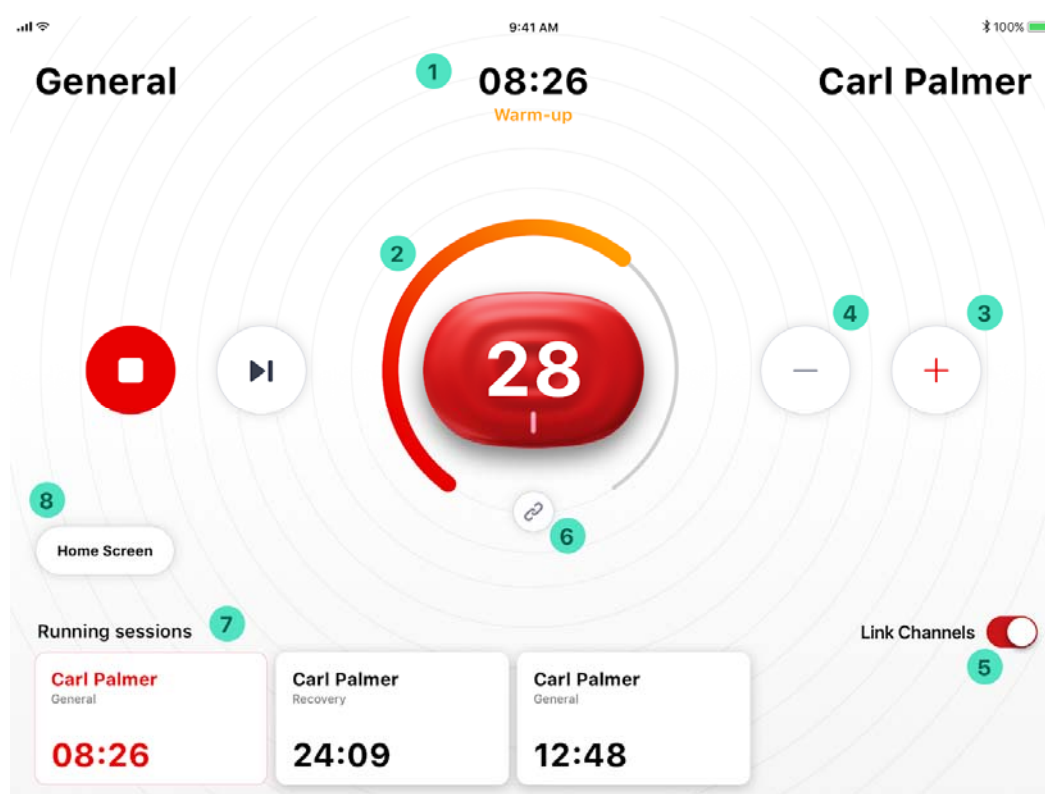 9:41 AM
100%
General
1
08:26
Carl Palmer
Warm-up
2
28
4
3
8
6
Home Screen
Running sessions
7
Link Channels
5
Carl Palmer
General
08:26
Carl Palmer
Recovery
24:09
Carl Palmer
General
12:48